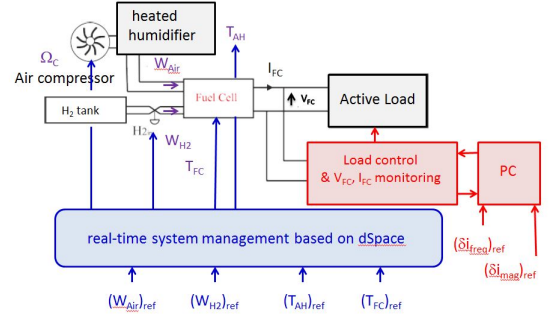 heated
humidifier
T_AH
Ω_C
W_Air
I_FC
Air compressor
Fuel Cell
V_FC
Active Load
H₂ tank
W_H2
T_FC
Load control
& V_FC, I_FC monitoring
PC
real-time system management based on dSpace
(δi_freq)_ref
(δi_mag)_ref
(W_Air)_ref
(W_H2)_ref
(T_AH)_ref
(T_FC)_ref